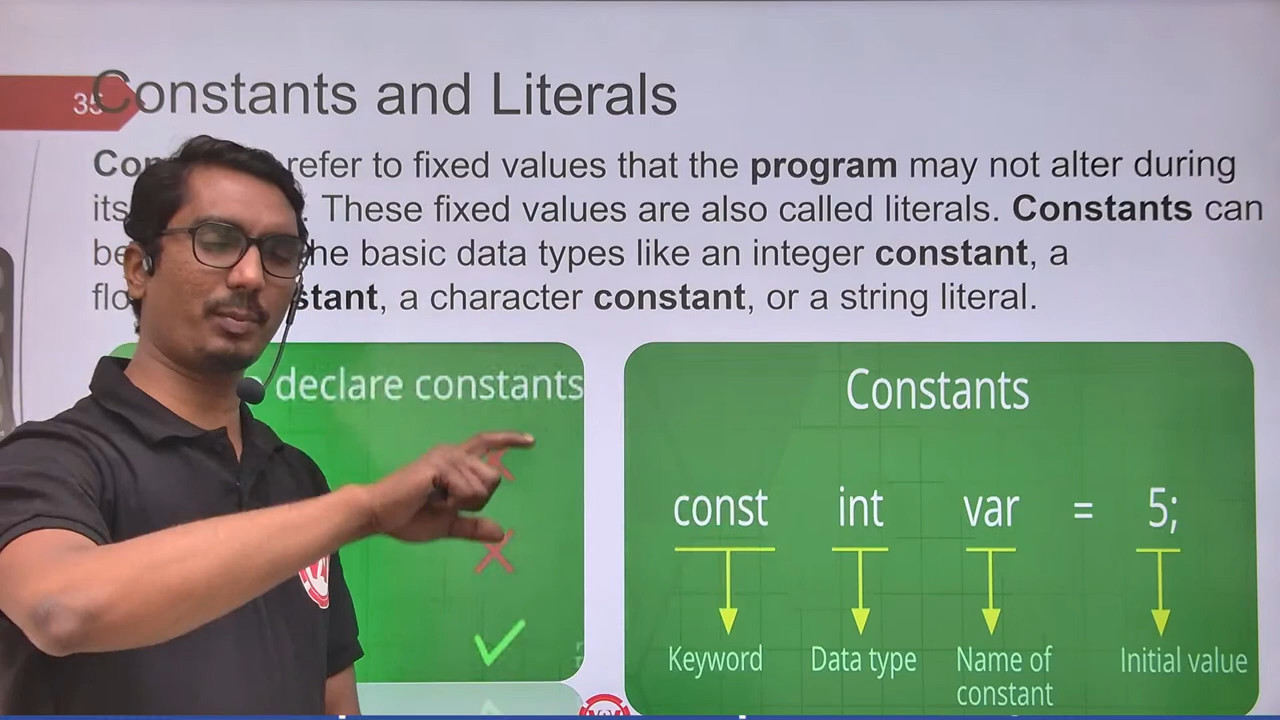 35
Constants and Literals
refer to fixed values that the program may not alter during
its These fixed values are also called literals. Constants can
the basic data types like an integer constant, a
a character constant, or a string literal.
declare constants
Constants
const int var = 5;
Keyword Data type Name of constant Initial value